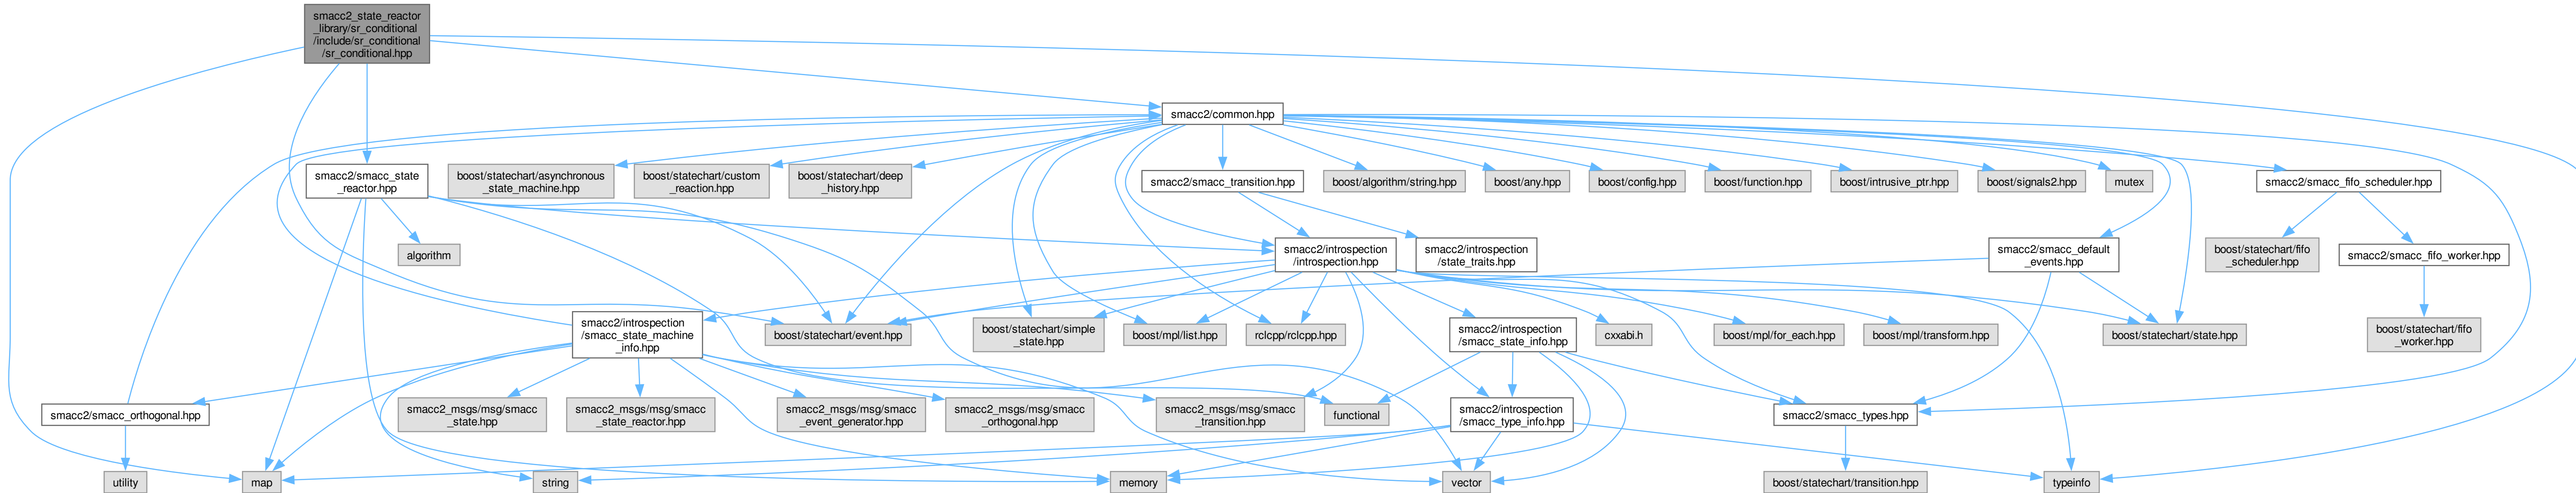 smacc2_state_reactor
_library/sr_conditional
/include/sr_conditional
/sr_conditional.hpp
smacc2/common.hpp
smacc2/smacc_state
_reactor.hpp
boost/statechart/asynchronous
_state_machine.hpp
boost/statechart/custom
_reaction.hpp
boost/statechart/deep
_history.hpp
smacc2/smacc_transition.hpp
boost/algorithm/string.hpp
boost/any.hpp
boost/config.hpp
boost/function.hpp
boost/intrusive_ptr.hpp
boost/signals2.hpp
mutex
smacc2/smacc_fifo_scheduler.hpp
algorithm
smacc2/introspection
/introspection.hpp
smacc2/introspection
/state_traits.hpp
smacc2/smacc_default
_events.hpp
boost/statechart/fifo
_scheduler.hpp
smacc2/smacc_fifo_worker.hpp
smacc2/introspection
/smacc_state_machine
_info.hpp
boost/statechart/event.hpp
boost/statechart/simple
_state.hpp
boost/mpl/list.hpp
rclcpp/rclcpp.hpp
smacc2/introspection
/smacc_state_info.hpp
cxxabi.h
boost/mpl/for_each.hpp
boost/mpl/transform.hpp
boost/statechart/state.hpp
boost/statechart/fifo
_worker.hpp
smacc2/smacc_orthogonal.hpp
smacc2_msgs/msg/smacc
_state.hpp
smacc2_msgs/msg/smacc
_state_reactor.hpp
smacc2_msgs/msg/smacc
_event_generator.hpp
smacc2_msgs/msg/smacc
_orthogonal.hpp
smacc2_msgs/msg/smacc
_transition.hpp
functional
smacc2/introspection
/smacc_type_info.hpp
smacc2/smacc_types.hpp
utility
map
string
memory
vector
boost/statechart/transition.hpp
typeinfo